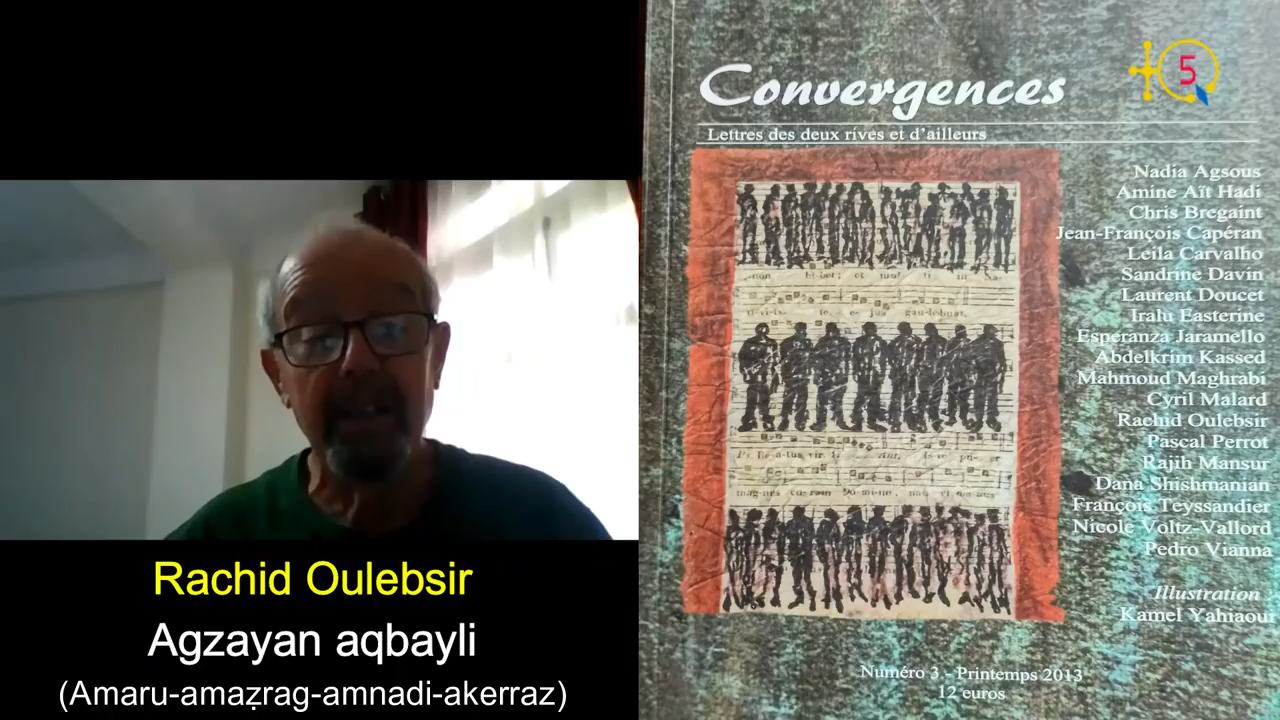 Rachid Oulebsir
Agzayan aqbayli
(Amaru-amaẓrag-amnadi-akerraz)
Convergences
5
Lettres des deux rives et d'ailleurs
Nadia Agsous
Amine Aït Hadi
Chris Bregaint
Jean-François Capéran
Leila Carvalho
Sandrine Davin
Laurent Doucet
Iralu Easterine
Esperanza Jaramello
Abdelkrim Kassed
Mahmoud Maghrabi
Cyril Malard
Rachid Oulebsir
Pascal Perrot
Rajih Mansur
Dana Shishmanian
François Teyssandier
Nicole Voltz-Vallord
Pedro Vianna
Illustration
Kamel Yahiaoui
Numéro 3 - Printemps 2013
12 euros